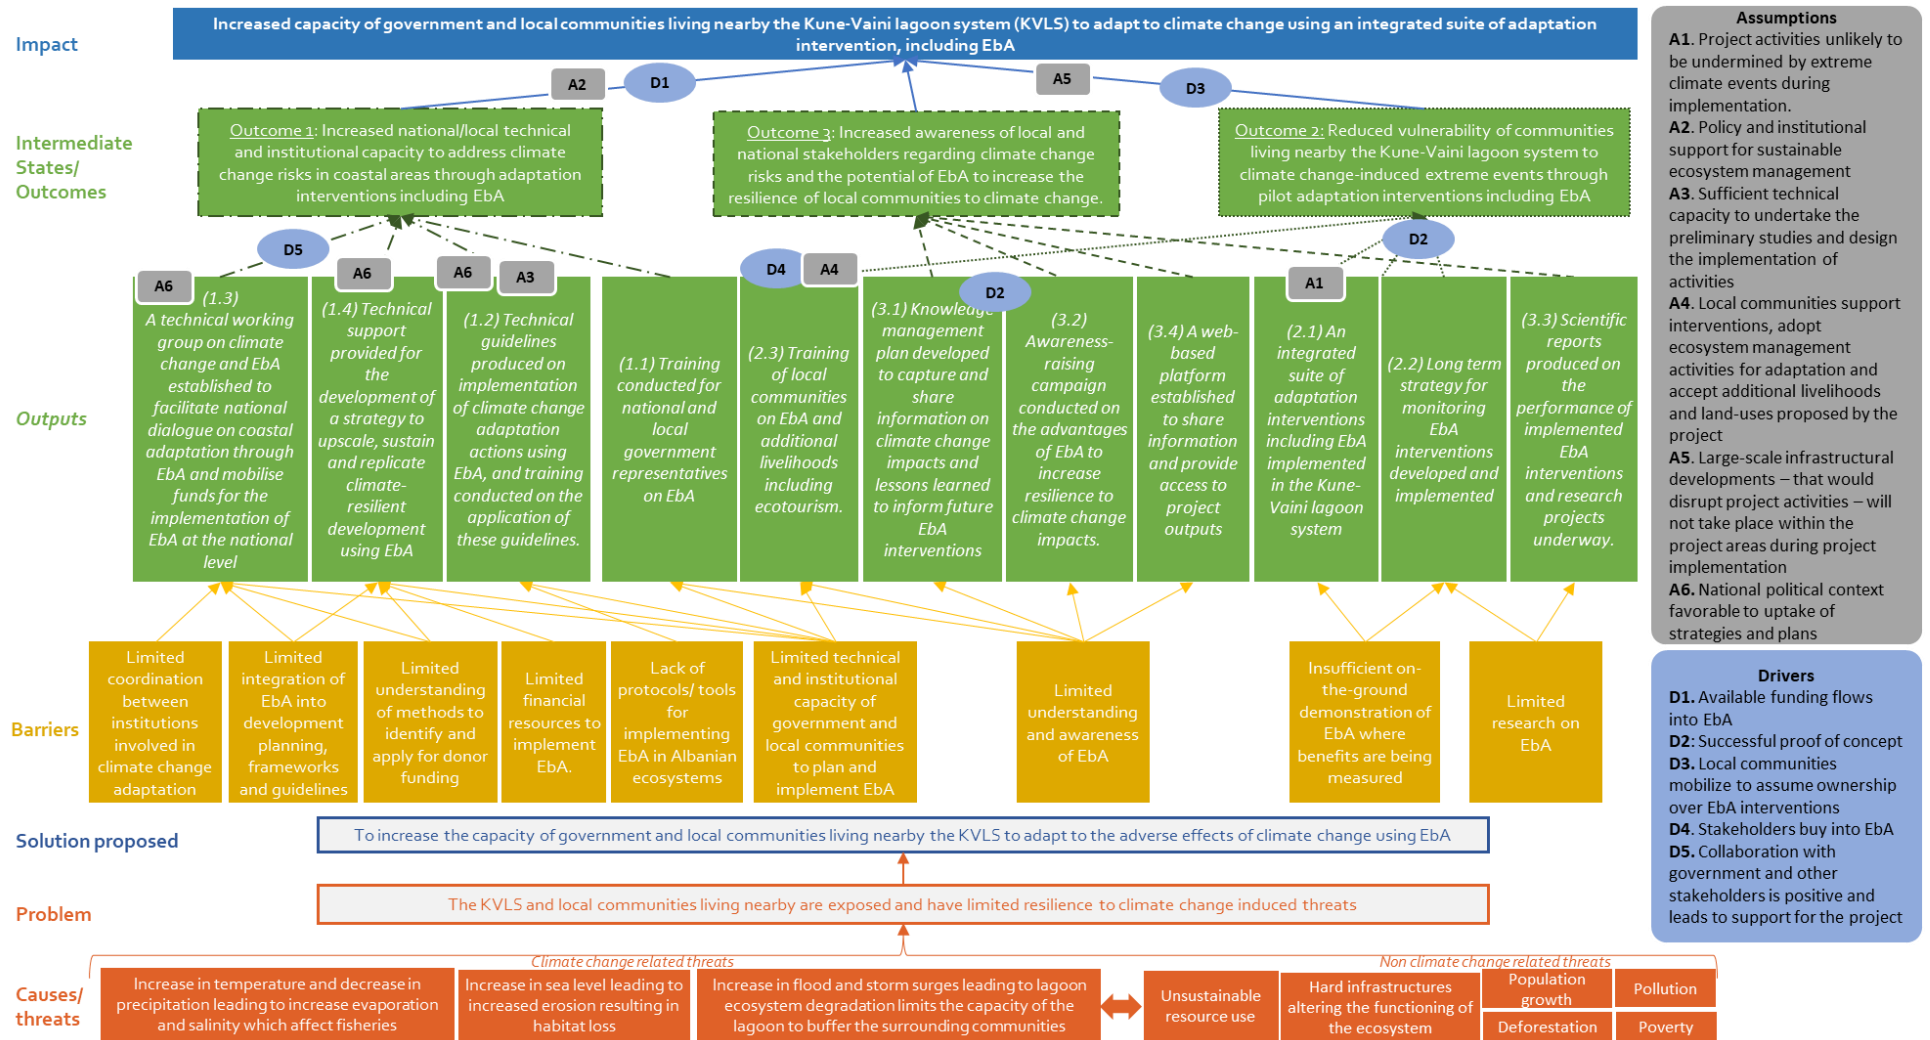 Impact
Increased capacity of government and local communities living nearby the Kune-Vaini lagoon system (KVLS) to adapt to climate change using an integrated suite of adaptation
intervention, including EbA
A2
D1
A5
D3
Intermediate
States/
Outcomes
Outcome 1: Increased national/local technical
and institutional capacity to address climate
change risks in coastal areas through adaptation
interventions including EbA
Outcome 3: Increased awareness of local and
national stakeholders regarding climate change
risks and the potential of EbA to increase the
resilience of local communities to climate change.
Outcome 2: Reduced vulnerability of communities
living nearby the Kune-Vaini lagoon system to
climate change-induced extreme events through
pilot adaptation interventions including EbA
D5
A6
A6
A6
A3
D4
A4
D2
A1
D2
Outputs
(1.3)
A technical working
group on climate
change and EbA
established to
facilitate national
dialogue on coastal
adaptation through
EbA and mobilise
funds for the
implementation of
EbA at the national
level
(1.4) Technical
support
provided for
the
development of
a strategy to
upscale, sustain
and replicate
climate-
resilient
development
using EbA
(1.2) Technical
guidelines
produced on
implementation
of climate change
adaptation
actions using
EbA, and training
conducted on the
application of
these guidelines.
(1.1) Training
conducted for
national and
local
government
representatives
on EbA
(2.3) Training
of local
communities
on EbA and
additional
livelihoods
including
ecotourism.
(3.1) Knowledge
management
plan developed
to capture and
share
information on
climate change
impacts and
lessons learned
to inform future
EbA
interventions
(3.2)
Awareness-
raising
campaign
conducted on
the advantages
of EbA to
increase
resilience to
climate change
impacts.
(3.4) A web-
based
platform
established
to share
information
and provide
access to
project
outputs
(2.1) An
integrated
suite of
adaptation
interventions
including EbA
implemented
in the Kune-
Vaini lagoon
system
(2.2) Long term
strategy for
monitoring
EbA
interventions
developed and
implemented
(3.3) Scientific
reports
produced on
the
performance of
implemented
EbA
interventions
and research
projects
underway.
Barriers
Limited
coordination
between
institutions
involved in
climate change
adaptation
Limited
integration of
EbA into
development
planning,
frameworks
and guidelines
Limited
understanding
of methods to
identify and
apply for donor
funding
Limited
financial
resources to
implement
EbA.
Lack of
protocols/ tools
for
implementing
EbA in Albanian
ecosystems
Limited technical
and institutional
capacity of
government and
local communities
to plan and
implement EbA
Limited
understanding
and awareness
of EbA
Insufficient on-
the-ground
demonstration of
EbA where
benefits are being
measured
Limited
research on
EbA
Solution proposed
To increase the capacity of government and local communities living nearby the KVLS to adapt to the adverse effects of climate change using EbA
Problem
The KVLS and local communities living nearby are exposed and have limited resilience to climate change induced threats
Climate change related threats
Non climate change related threats
Causes/
threats
Increase in temperature and decrease in
precipitation leading to increase evaporation
and salinity which affect fisheries
Increase in sea level leading to
increased erosion resulting in
habitat loss
Increase in flood and storm surges leading to lagoon
ecosystem degradation limits the capacity of the
lagoon to buffer the surrounding communities
Unsustainable
resource use
Hard infrastructures
altering the functioning of
the ecosystem
Population
growth
Pollution
Deforestation
Poverty
Assumptions
A1. Project activities unlikely to
be undermined by extreme
climate events during
implementation.
A2. Policy and institutional
support for sustainable
ecosystem management
A3. Sufficient technical
capacity to undertake the
preliminary studies and design
the implementation of
activities
A4. Local communities support
interventions, adopt
ecosystem management
activities for adaptation and
accept additional livelihoods
and land-uses proposed by the
project
A5. Large-scale infrastructural
developments – that would
disrupt project activities – will
not take place within the
project areas during project
implementation
A6. National political context
favorable to uptake of
strategies and plans
Drivers
D1. Available funding flows
into EbA
D2: Successful proof of concept
D3. Local communities
mobilize to assume ownership
over EbA interventions
D4. Stakeholders buy into EbA
D5. Collaboration with
government and other
stakeholders is positive and
leads to support for the project